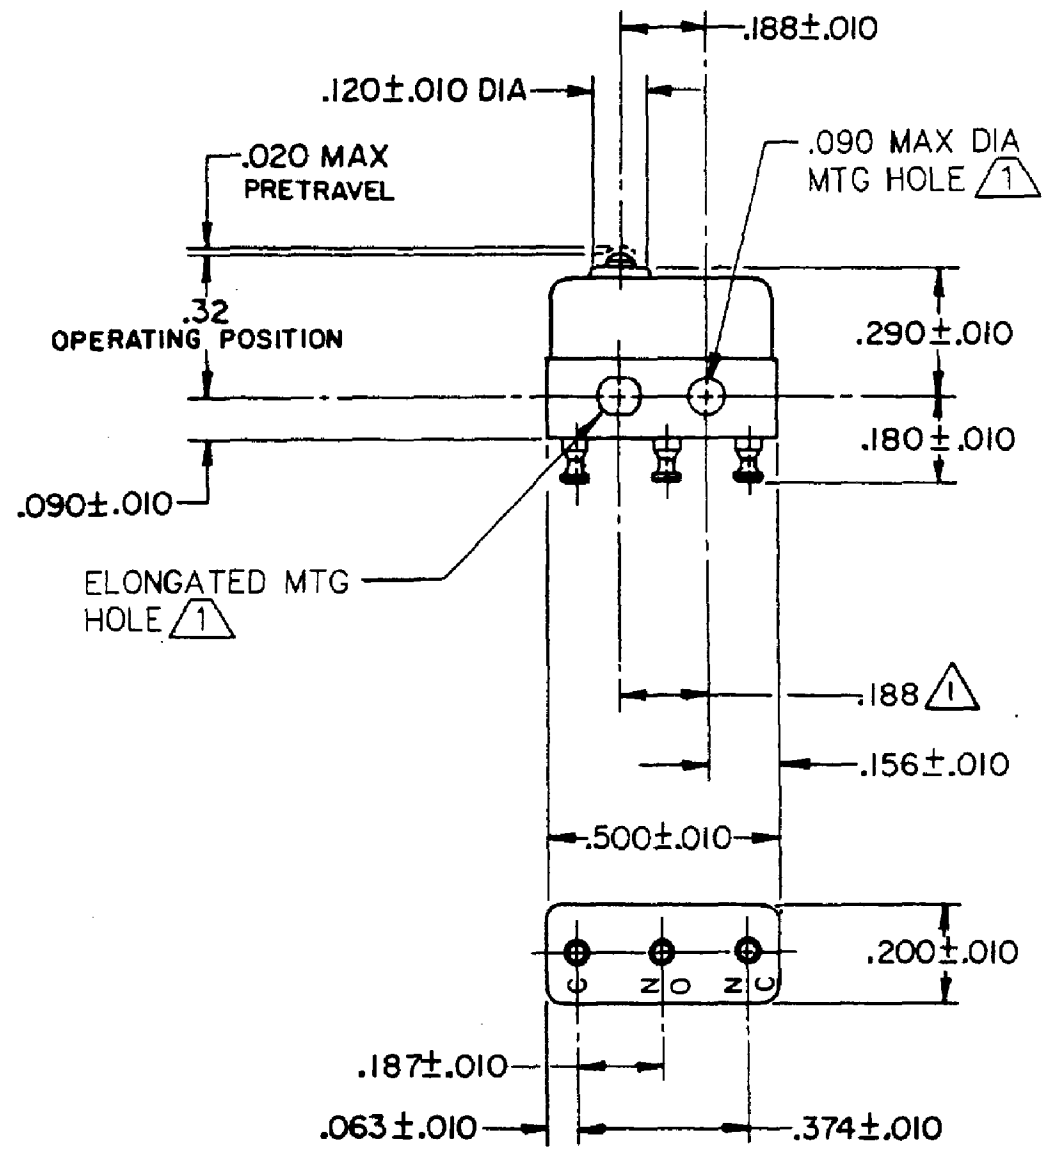 .188±.010
.120±.010 DIA
.020 MAX
PRETRAVEL
.090 MAX DIA
MTG HOLE 1
.32
OPERATING POSITION
.290±.010
.180±.010
.090±.010
ELONGATED MTG
HOLE 1
.188 1
.156±.010
.500±.010
.200±.010
C NO NC
.187±.010
.063±.010
.374±.010